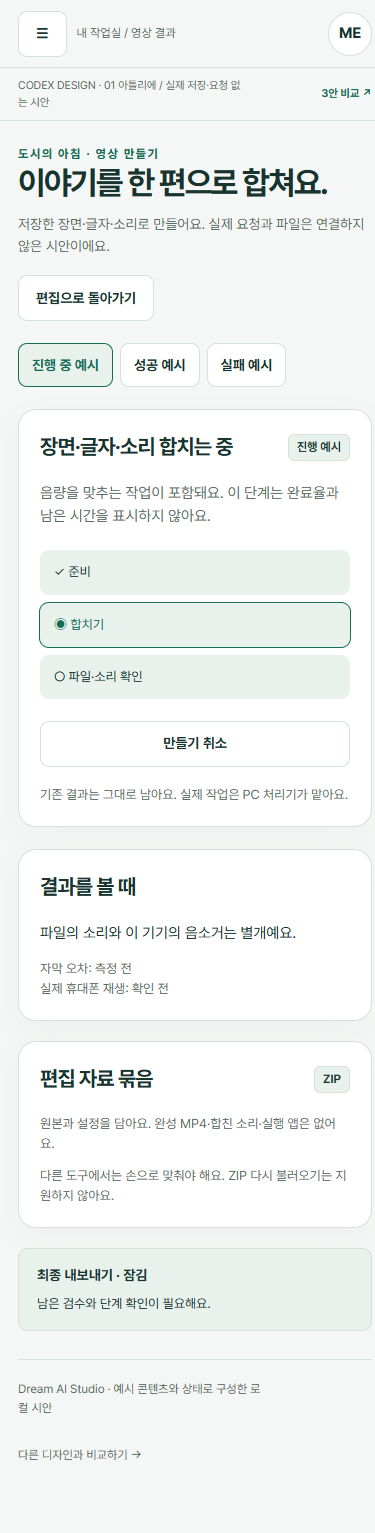 ☰ 내 작업실 / 영상 결과 ME
CODEX DESIGN · 01 아틀리에 / 실제 저장·요청 없
는 시안
3안 비교 ↗
도시의 아침 · 영상 만들기
이야기를 한 편으로 합쳐요.
저장한 장면·글자·소리로 만들어요. 실제 요청과 파일은 연결하지
않은 시안이에요.
편집으로 돌아가기
진행 중 예시 성공 예시 실패 예시
장면·글자·소리 합치는 중 진행 예시
음량을 맞추는 작업이 포함돼요. 이 단계는 완료율과
남은 시간을 표시하지 않아요.
✓ 준비
◉ 합치기
○ 파일·소리 확인
만들기 취소
기존 결과는 그대로 남아요. 실제 작업은 PC 처리기가 맡아요.
결과를 볼 때
파일의 소리와 이 기기의 음소거는 별개예요.
자막 오차: 측정 전
실제 휴대폰 재생: 확인 전
편집 자료 묶음 ZIP
원본과 설정을 담아요. 완성 MP4·합친 소리·실행 앱은 없어
요.
다른 도구에서는 손으로 맞춰야 해요. ZIP 다시 불러오기는 지
원하지 않아요.
최종 내보내기 · 잠김
남은 검수와 단계 확인이 필요해요.
Dream AI Studio · 예시 콘텐츠와 상태로 구성한 로
컬 시안
다른 디자인과 비교하기 →